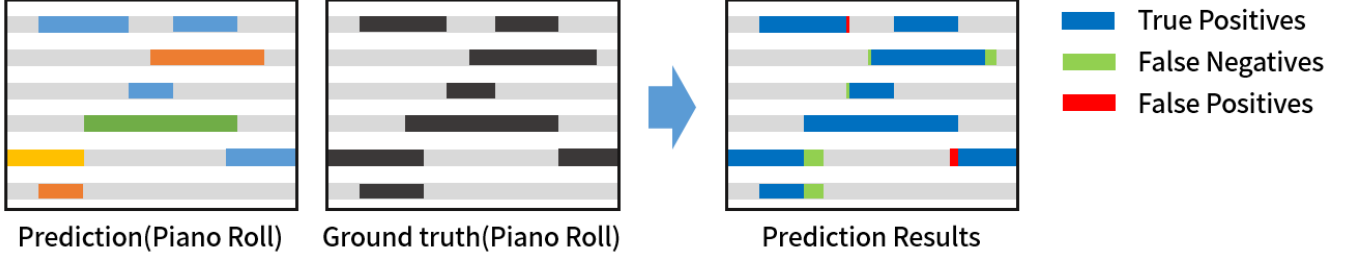 True Positives
False Negatives
False Positives
Prediction(Piano Roll)
Ground truth(Piano Roll)
Prediction Results